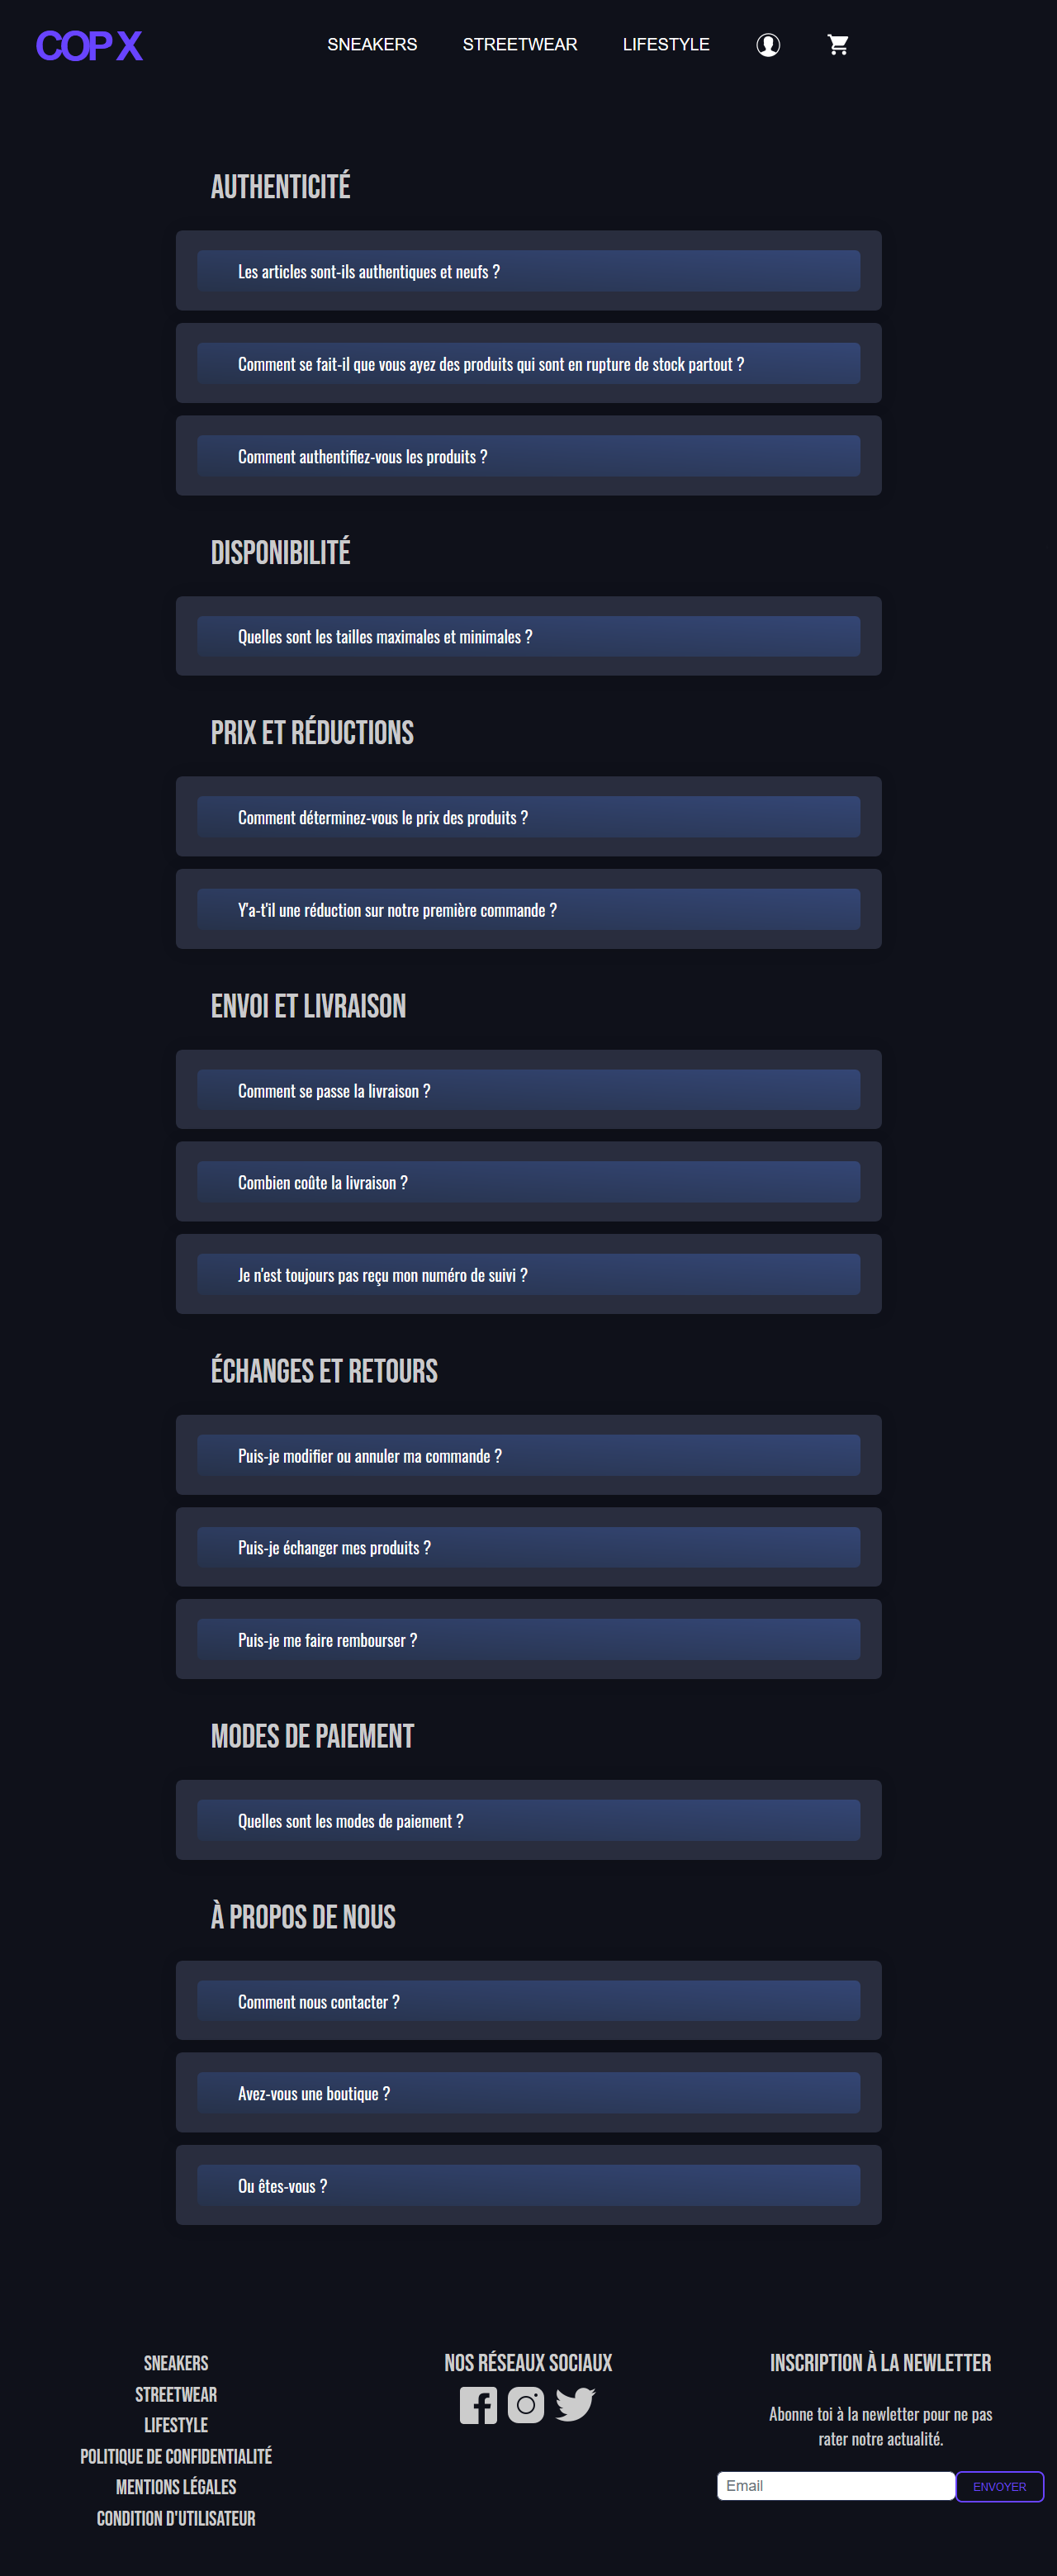 COP X
SNEAKERS
STREETWEAR
LIFESTYLE
AUTHENTICITÉ
Les articles sont-ils authentiques et neufs ?
Comment se fait-il que vous ayez des produits qui sont en rupture de stock partout ?
Comment authentifiez-vous les produits ?
DISPONIBILITÉ
Quelles sont les tailles maximales et minimales ?
PRIX ET RÉDUCTIONS
Comment déterminez-vous le prix des produits ?
Y'a-t'il une réduction sur notre première commande ?
ENVOI ET LIVRAISON
Comment se passe la livraison ?
Combien coûte la livraison ?
Je n'est toujours pas reçu mon numéro de suivi ?
ÉCHANGES ET RETOURS
Puis-je modifier ou annuler ma commande ?
Puis-je échanger mes produits ?
Puis-je me faire rembourser ?
MODES DE PAIEMENT
Quelles sont les modes de paiement ?
À PROPOS DE NOUS
Comment nous contacter ?
Avez-vous une boutique ?
Ou êtes-vous ?
SNEAKERS
STREETWEAR
LIFESTYLE
POLITIQUE DE CONFIDENTIALITÉ
MENTIONS LÉGALES
CONDITION D'UTILISATEUR
NOS RÉSEAUX SOCIAUX
INSCRIPTION À LA NEWLETTER
Abonne toi à la newletter pour ne pas
rater notre actualité.
Email
ENVOYER